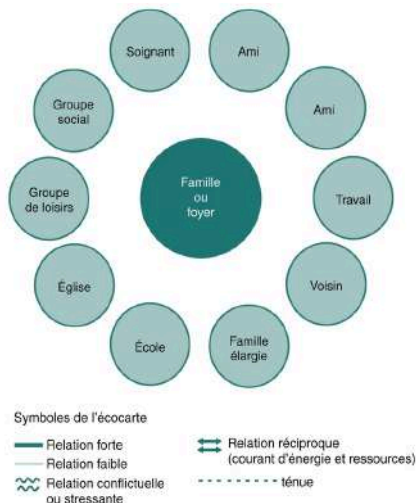 Soignant
Ami
Groupe
social
Ami
Famille
ou
foyer
Groupe
de loisirs
Travail
Église
Voisin
École
Famille
élargie
Symboles de l'écocarte
Relation forte
Relation faible
Relation conflictuelle
ou stressante
Relation réciproque
(courant d'énergie et ressources)
ténue